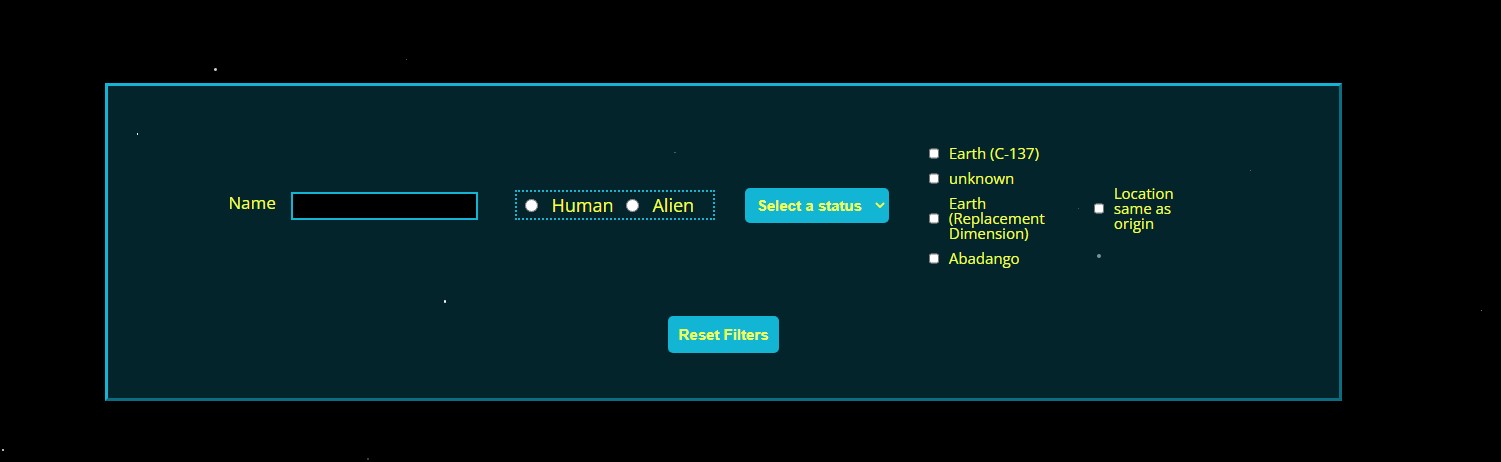 Name
Human
Alien
Select a status
Earth (C-137)
unknown
Earth
(Replacement
Dimension)
Abadango
Location
same as
origin
Reset Filters